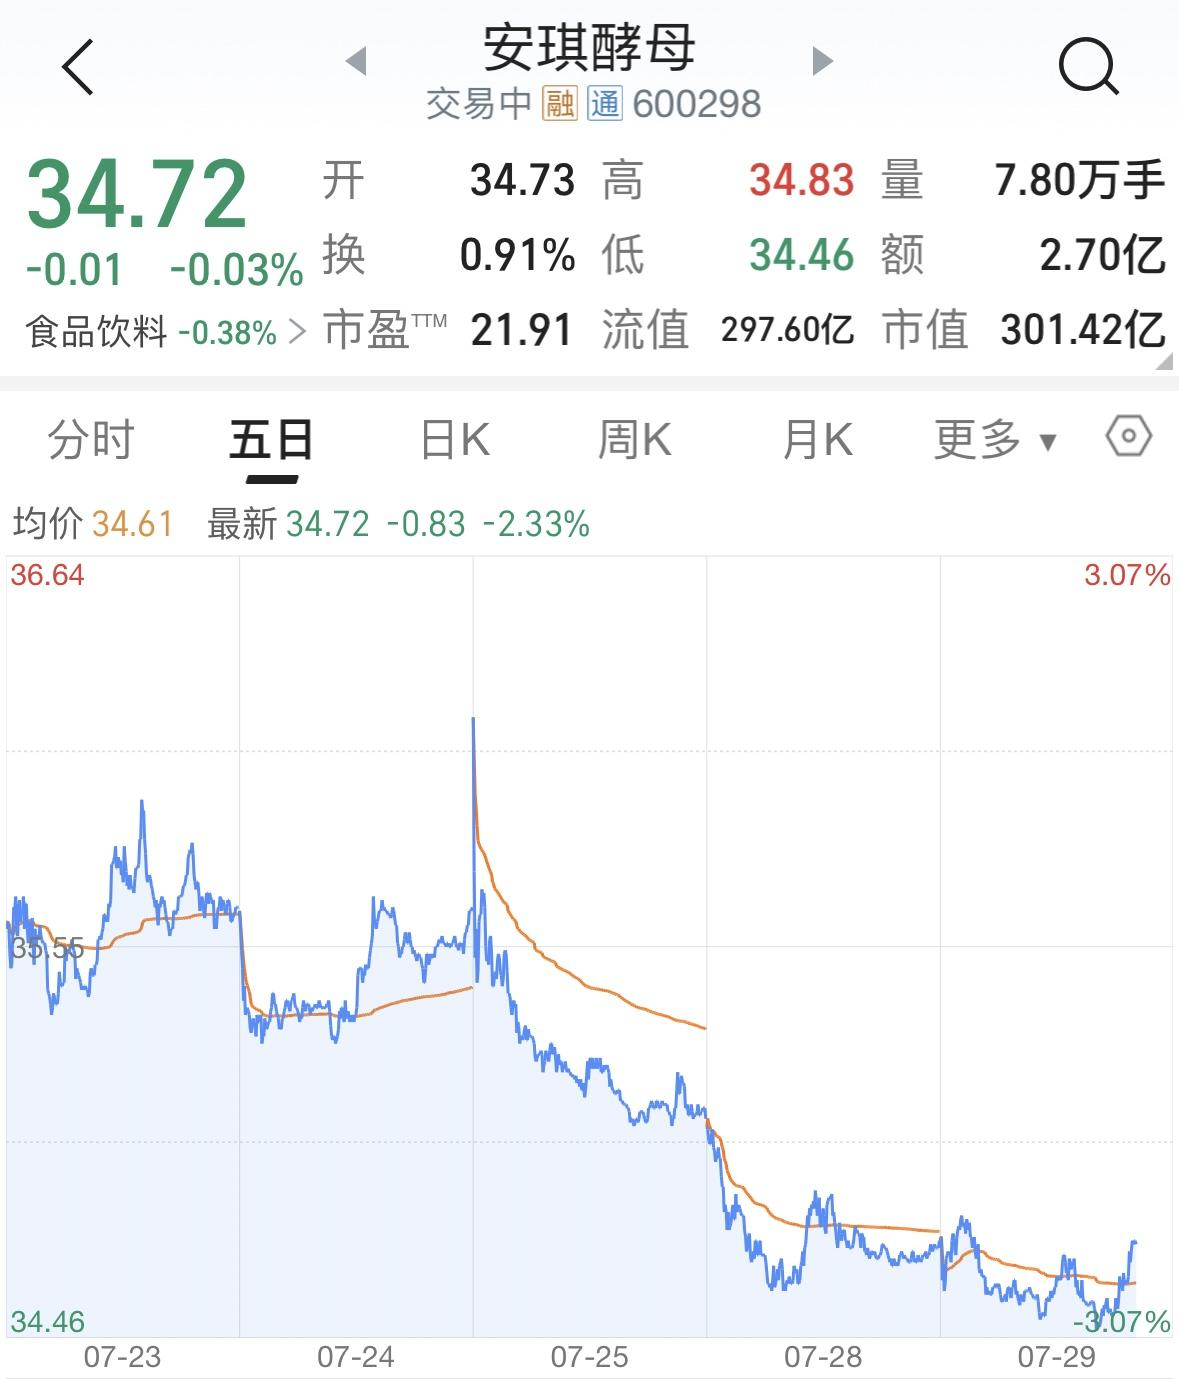 安琪酵母
交易中 融 通 600298
34.72 开 34.73 高 34.83 量 7.80万手
-0.01 -0.03% 换 0.91% 低 34.46 额 2.70亿
食品饮料 -0.38% 市盈TTM 21.91 流值 297.60亿 市值 301.42亿
分时 五日 日K 周K 月K 更多
均价 34.61 最新 34.72 -0.83 -2.33%
36.64 3.07%
35.55
34.46 -3.07%
07-23 07-24 07-25 07-28 07-29